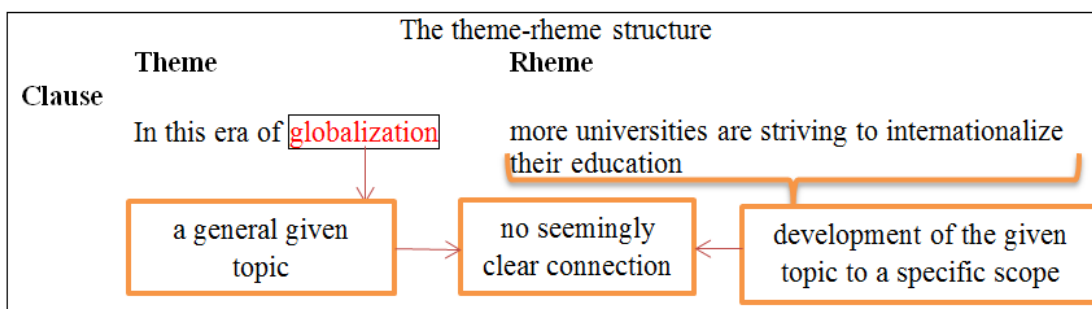 The theme-rheme structure
Theme Rheme
Clause
In this era of globalization more universities are striving to internationalize
their education
a general given
topic
no seemingly
clear connection
development of the given
topic to a specific scope